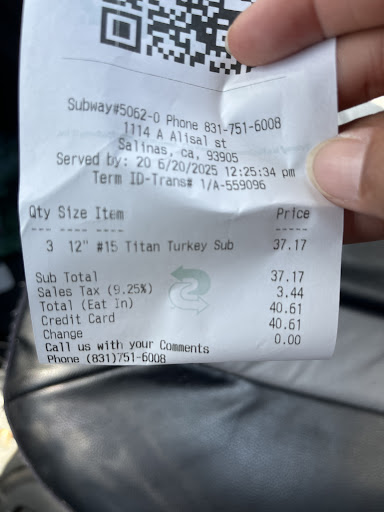 Subway#5062-0 Phone 831-751-6008
1114 A Alisal st
Salinas, ca, 93905
Served by: 20 6/20/2025 12:25:34 pm
Term ID-Trans# 1/A-559096
Qty Size Item Price
--- ---- ---- -----
3 12" #15 Titan Turkey Sub 37.17
Sub Total 37.17
Sales Tax (9.25%) 3.44
Total (Eat In) 40.61
Credit Card 40.61
Change 0.00
Call us with your Comments
Phone (831)751-6008